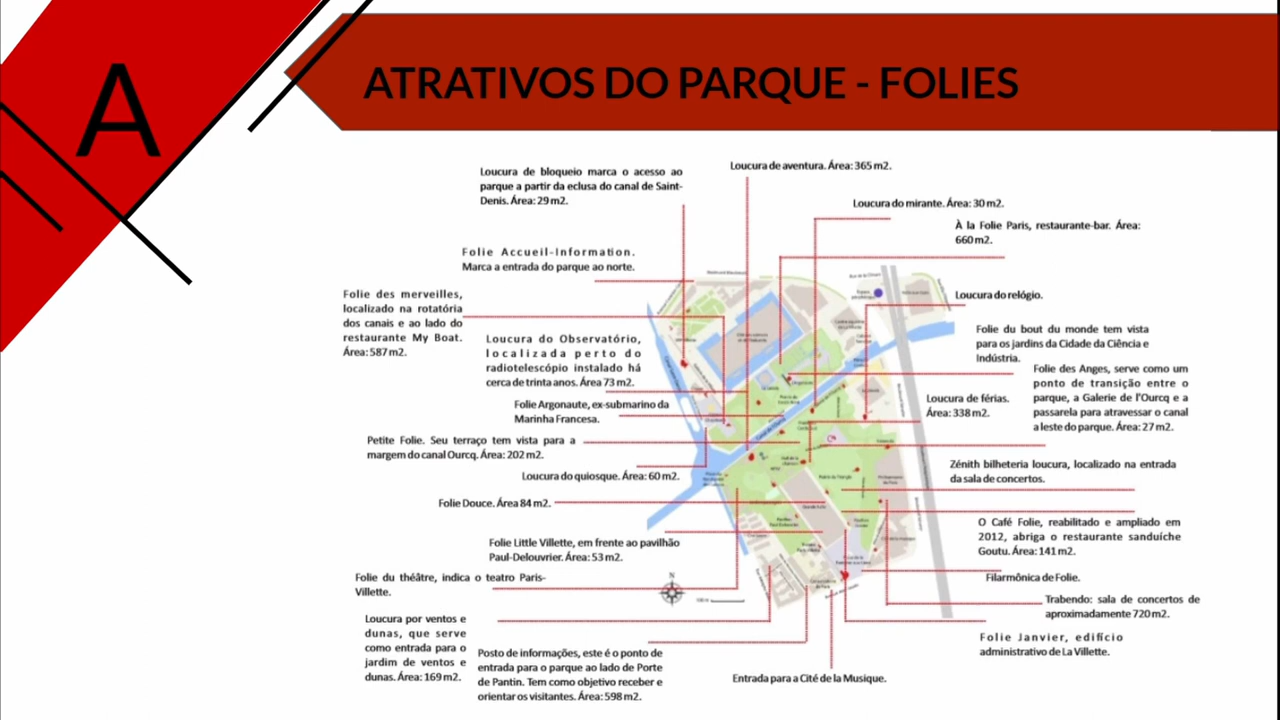 A
ATRATIVOS DO PARQUE - FOLIES
Loucura de bloqueio marca o acesso ao
parque a partir da eclusa do canal de Saint-
Denis. Área: 29 m2.
Loucura de aventura. Área: 365 m2.
Loucura do mirante. Área: 30 m2.
À la Folie Paris, restaurante-bar. Área:
660 m2.
Folie Accueil-Information.
Marca a entrada do parque ao norte.
Folie des merveilles,
localizado na rotatória
dos canais e ao lado do
restaurante My Boat.
Área: 587 m2.
Loucura do relógio.
Loucura do Observatório,
localizada perto do
radiotelescópio instalado há
cerca de trinta anos. Área 73 m2.
Folie du bout du monde tem vista
para os jardins da Cidade da Ciência e
Indústria.
Folie des Anges, serve como um
ponto de transição entre o
parque, a Galerie de l'Ourcq e a
passarela para atravessar o canal
a leste do parque. Área: 27 m2.
Folie Argonaute, ex-submarino da
Marinha Francesa.
Loucura de férias.
Área: 338 m2.
Petite Folie. Seu terraço tem vista para a
margem do canal Ourcq. Área: 202 m2.
Loucura do quiosque. Área: 60 m2.
Zénith bilheteria loucura, localizado na entrada
da sala de concertos.
Folie Douce. Área 84 m2.
O Café Folie, reabilitado e ampliado em
2012, abriga o restaurante sanduíche
Goutu. Área: 141 m2.
Folie Little Villette, em frente ao pavilhão
Paul-Delouvrier. Área: 53 m2.
Folie du théâtre, indica o teatro Paris-
Villette.
Filarmônica de Folie.
N
Trabendo: sala de concertos de
aproximadamente 720 m2.
Loucura por ventos e
dunas, que serve
como entrada para o
jardim de ventos e
dunas. Área: 169 m2.
Folie Janvier, edifício
administrativo de La Villette.
Posto de informações, este é o ponto de
entrada para o parque ao lado de Porte
de Pantin. Tem como objetivo receber e
orientar os visitantes. Área: 598 m2.
Entrada para a Cité de la Musique.